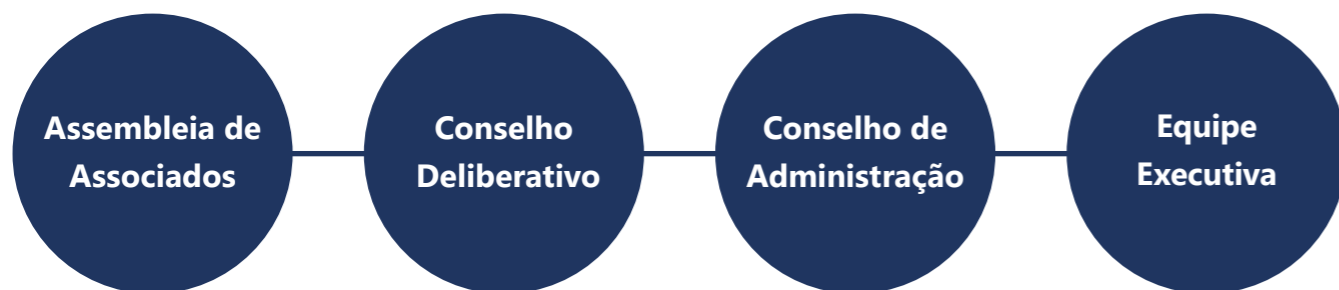 Assembleia de
Associados
Conselho
Deliberativo
Conselho de
Administração
Equipe
Executiva